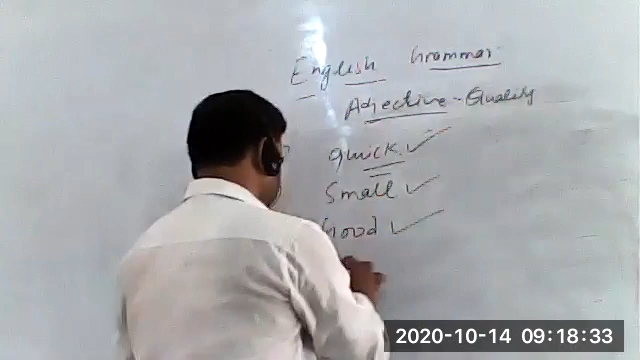 English Grammar
Adjective - Quality
quick ✓
Small ✓
Good ✓
2020-10-14 09:18:33